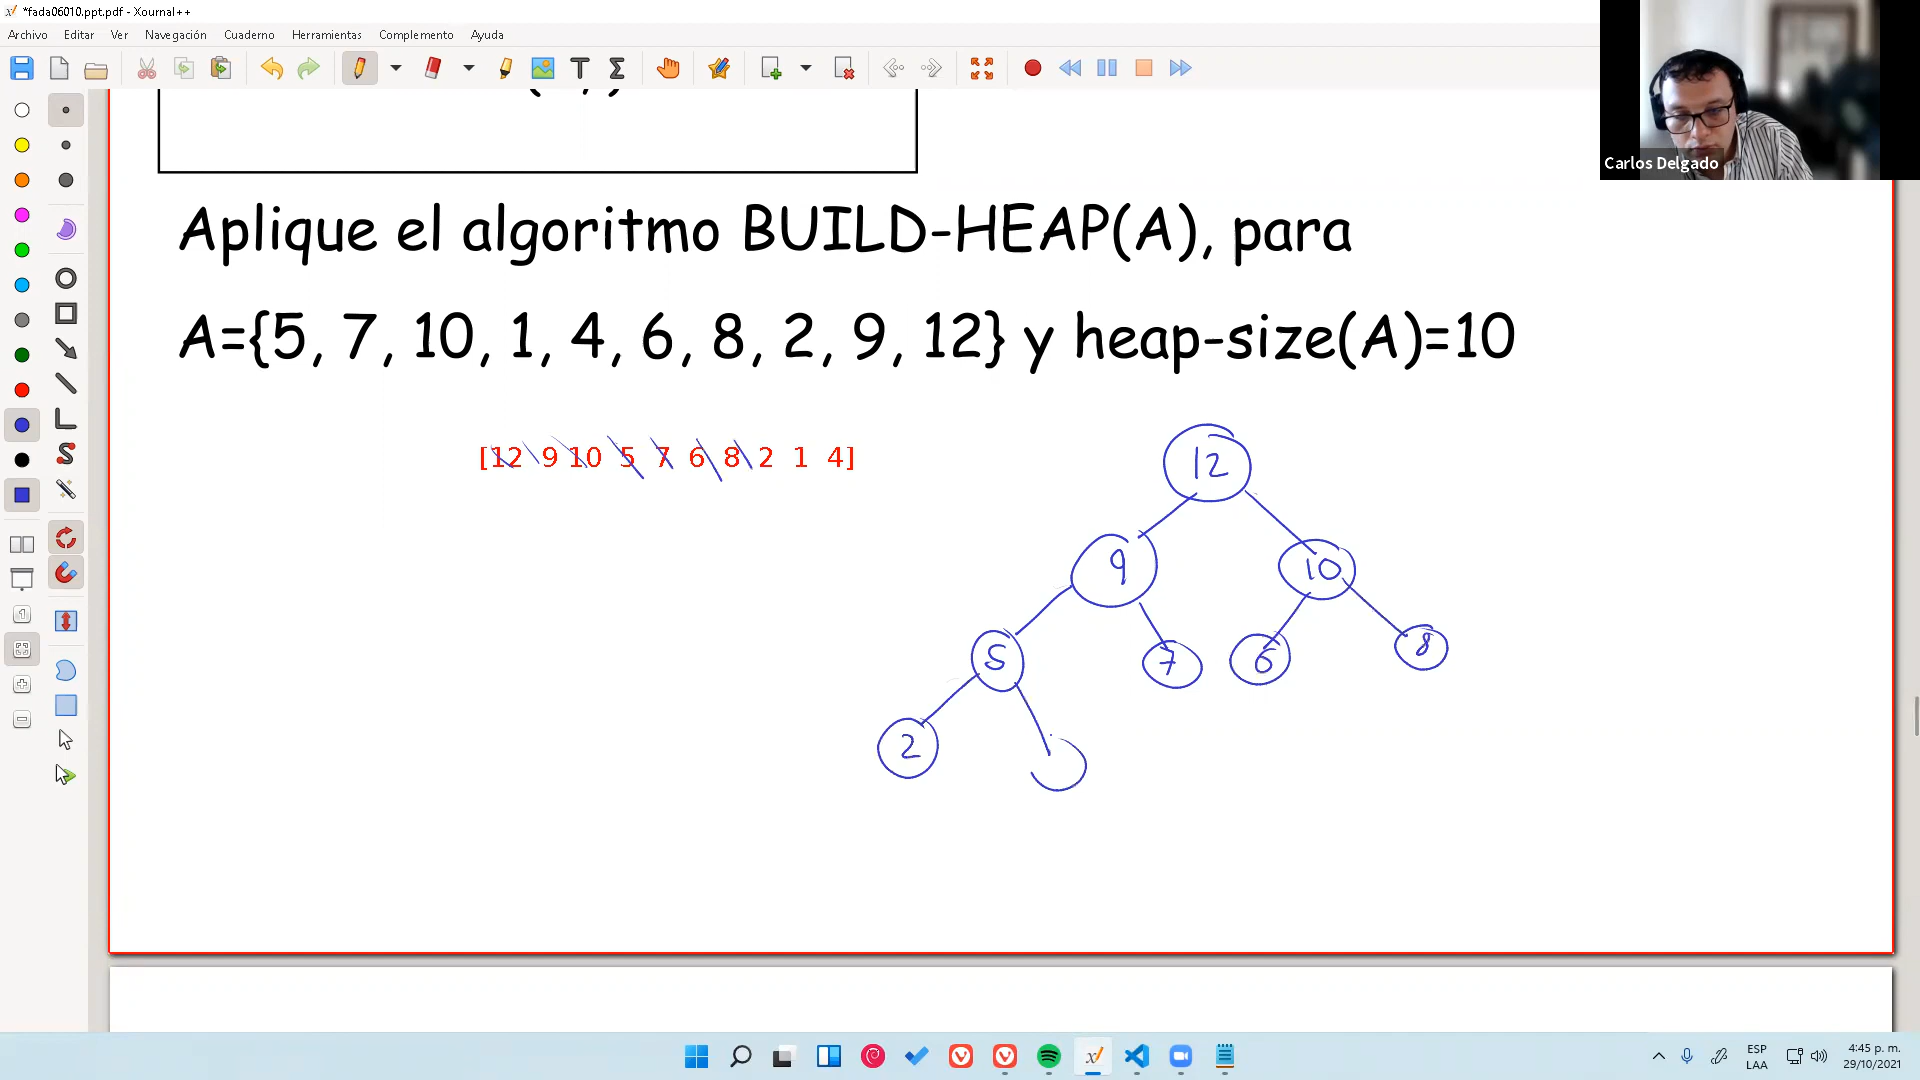 *fada06010.ppt.pdf - Xournal++
Archivo Editar Ver Navegación Cuaderno Herramientas Complemento Ayuda
Carlos Delgado
Aplique el algoritmo BUILD-HEAP(A), para
A={5, 7, 10, 1, 4, 6, 8, 2, 9, 12} y heap-size(A)=10
[12 9 10 5 7 6 8 2 1 4]
12
9 10
5 7 6 8
2
ESP
LAA
4:45 p. m.
29/10/2021